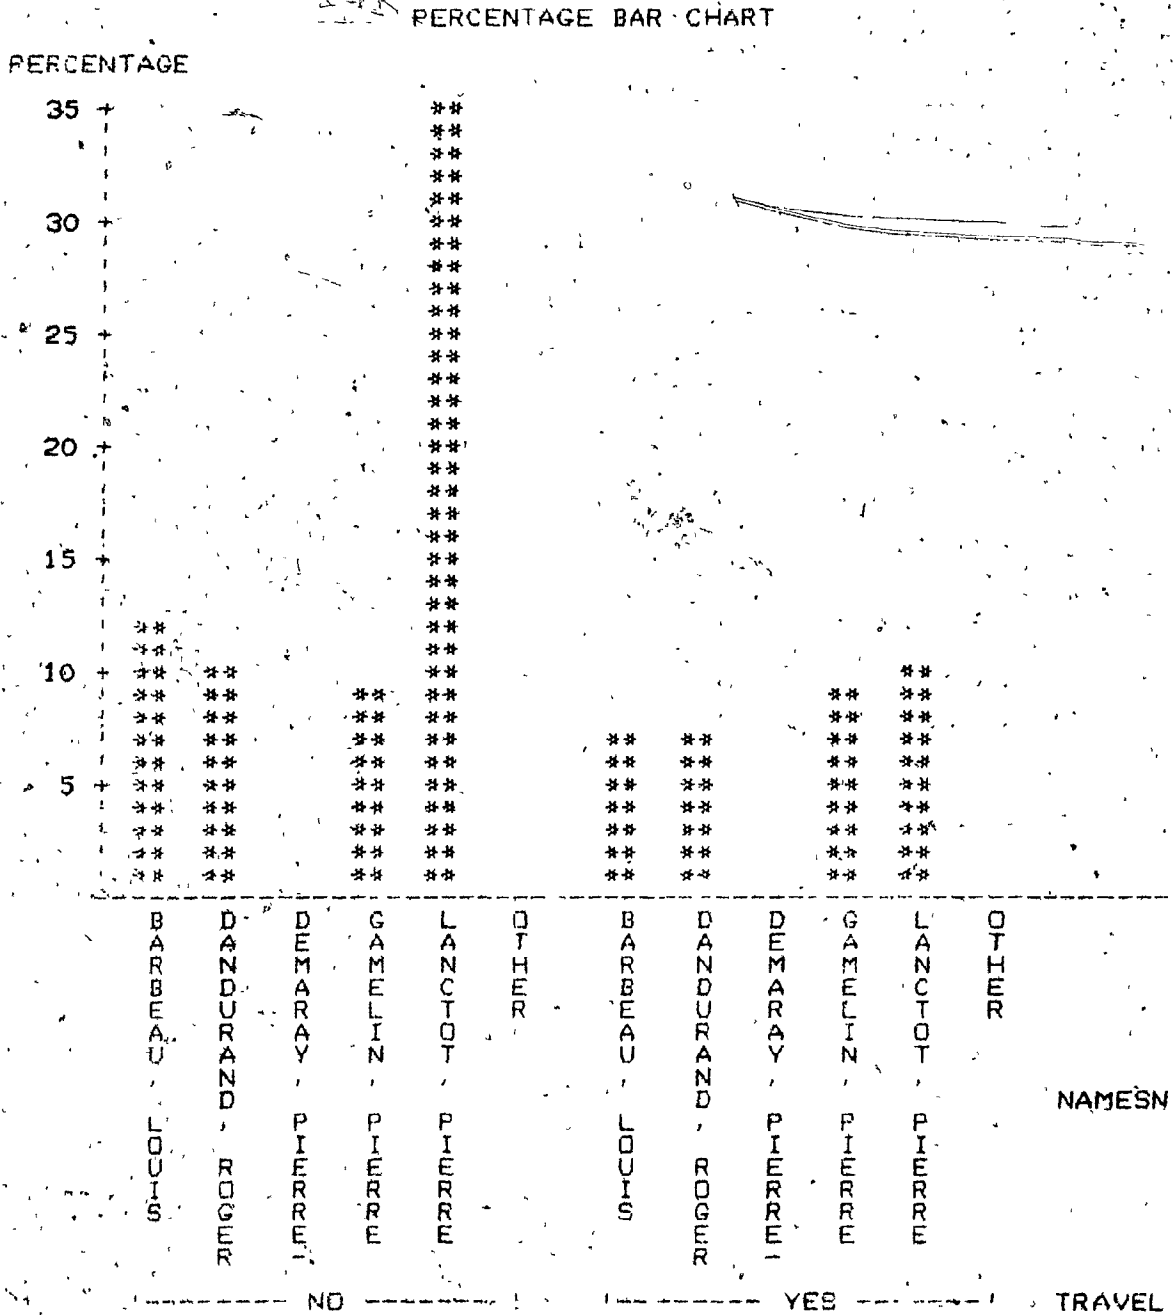 PERCENTAGE BAR CHART
PERCENTAGE
35
30
25
20
15
10
5
BARBEAU, LOUIS
DANDURAND, ROGER
DEMARAY, PIERRE-
GAMELIN, PIERRE
LANCTOT, PIERRE
OTHER
BARBEAU, LOUIS
DANDURAND, ROGER
DEMARAY, PIERRE-
GAMELIN, PIERRE
LANCTOT, PIERRE
OTHER
NAMESN
NO
YES
TRAVEL